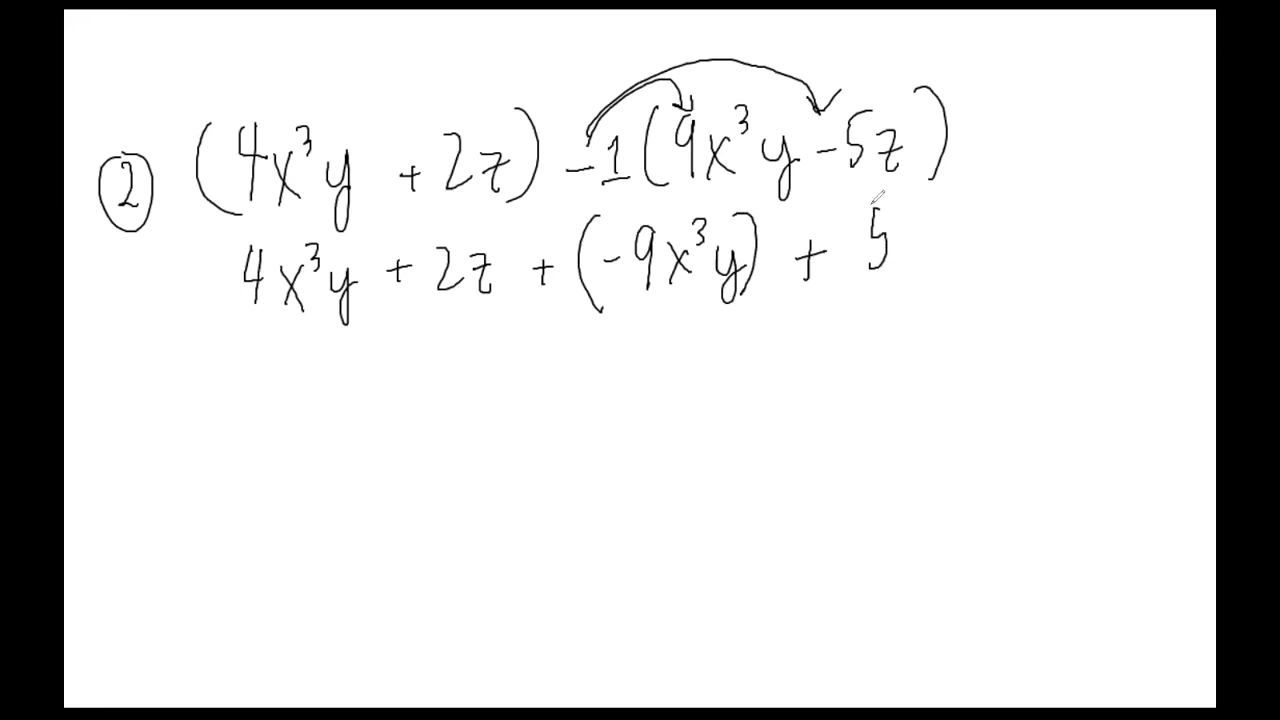 ② (4x³y + 2z) - 1(9x³y - 5z)
4x³y + 2z + (-9x³y) + 5